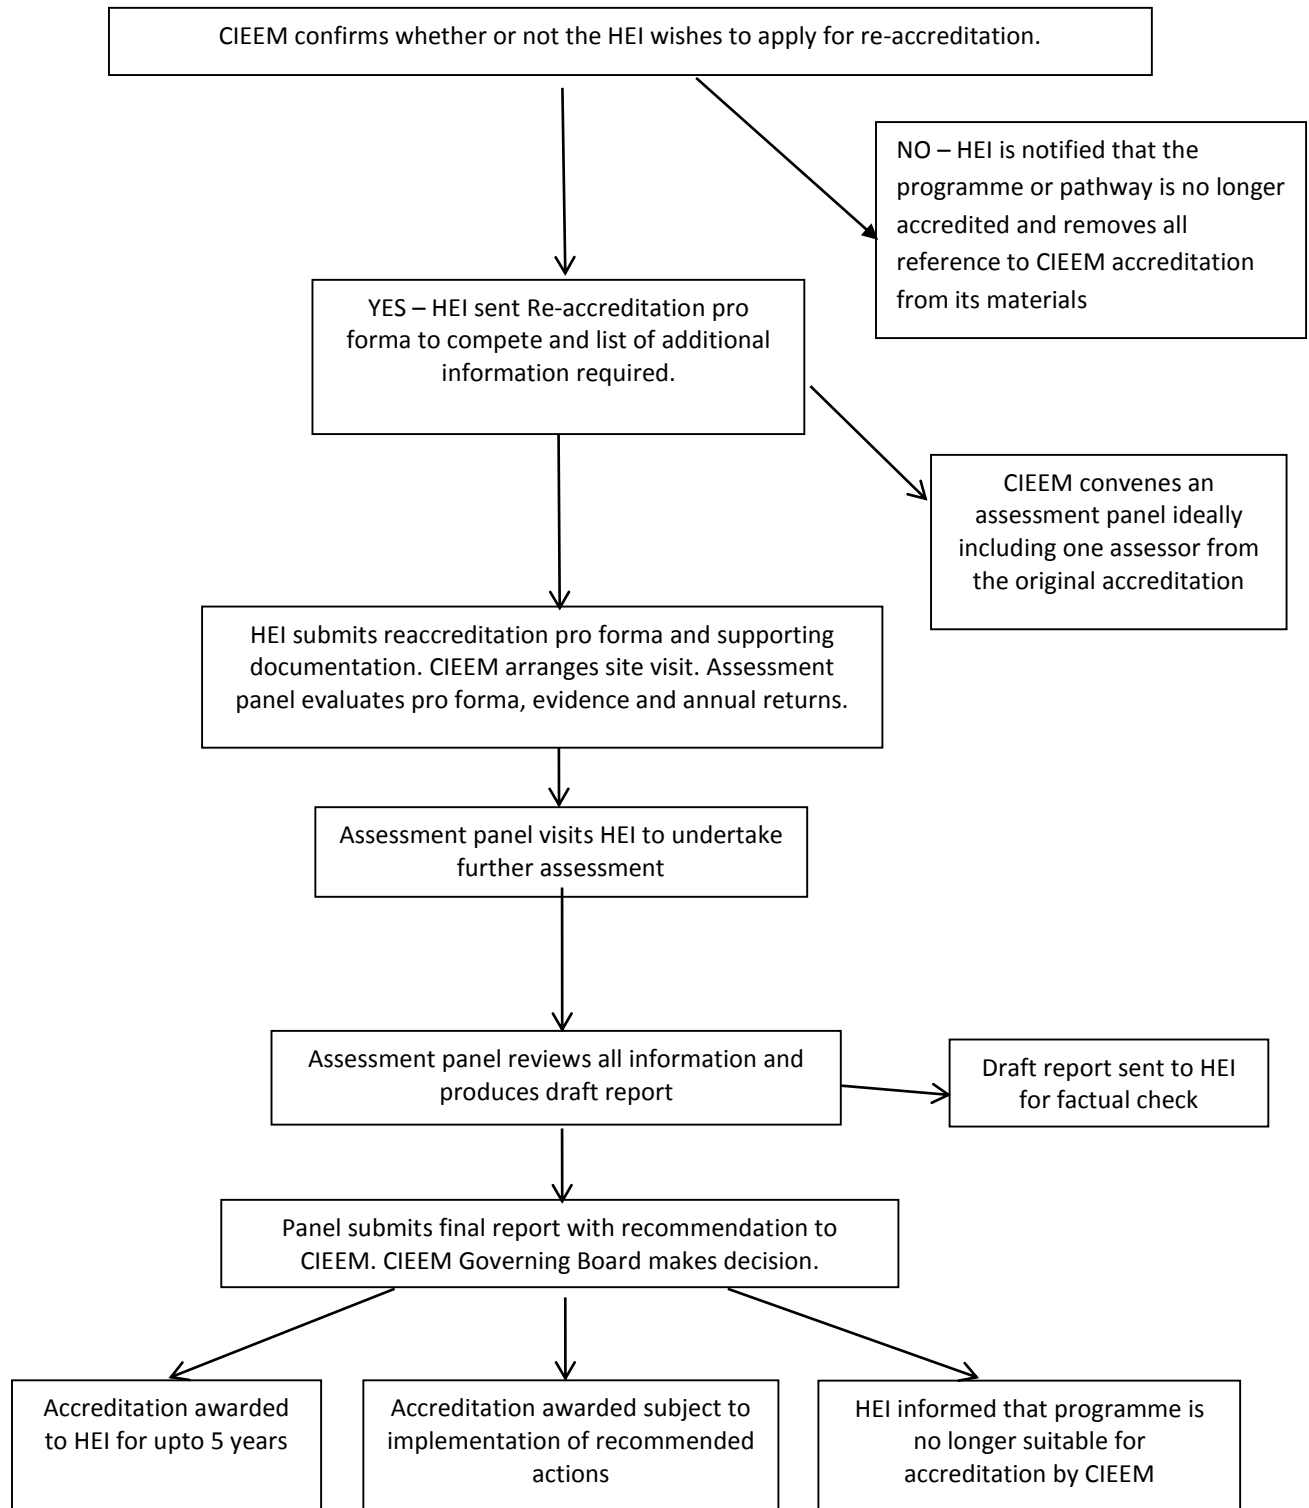 CIEEM confirms whether or not the HEI wishes to apply for re-accreditation.
NO – HEI is notified that the
programme or pathway is no longer
accredited and removes all
reference to CIEEM accreditation
from its materials
YES – HEI sent Re-accreditation pro
forma to compete and list of additional
information required.
CIEEM convenes an
assessment panel ideally
including one assessor from
the original accreditation
HEI submits reaccreditation pro forma and supporting
documentation. CIEEM arranges site visit. Assessment
panel evaluates pro forma, evidence and annual returns.
Assessment panel visits HEI to undertake
further assessment
Assessment panel reviews all information and
produces draft report
Draft report sent to HEI
for factual check
Panel submits final report with recommendation to
CIEEM. CIEEM Governing Board makes decision.
Accreditation awarded
to HEI for upto 5 years
Accreditation awarded subject to
implementation of recommended
actions
HEI informed that programme is
no longer suitable for
accreditation by CIEEM